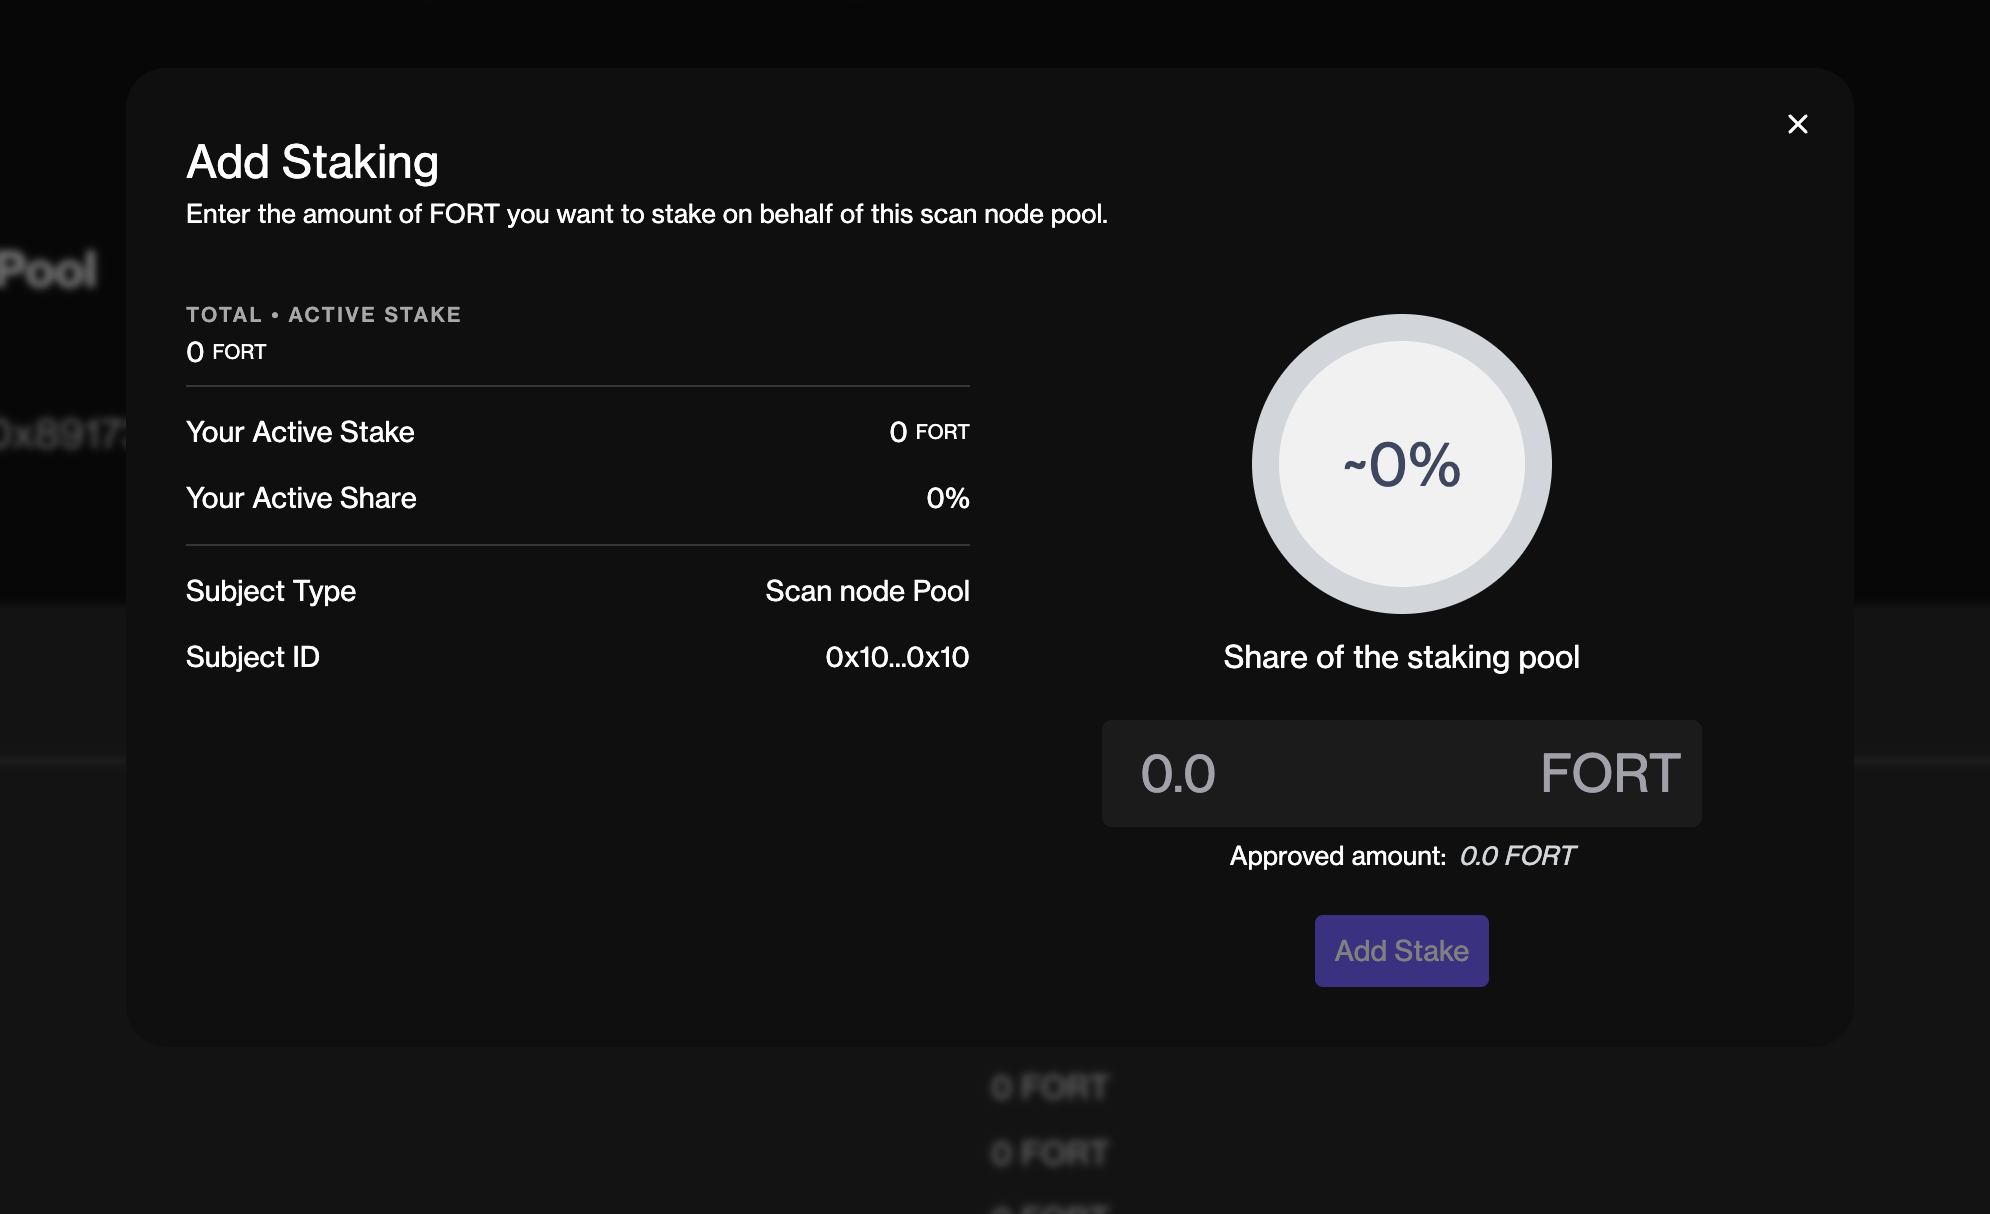 Add Staking
Enter the amount of FORT you want to stake on behalf of this scan node pool.
Pool
TOTAL • ACTIVE STAKE
0 FORT
Your Active Stake 0 FORT
Your Active Share 0%
Subject Type Scan node Pool
Subject ID 0x10...0x10
~0%
Share of the staking pool
0.0 FORT
Approved amount: 0.0 FORT
Add Stake
0 FORT
0 FORT